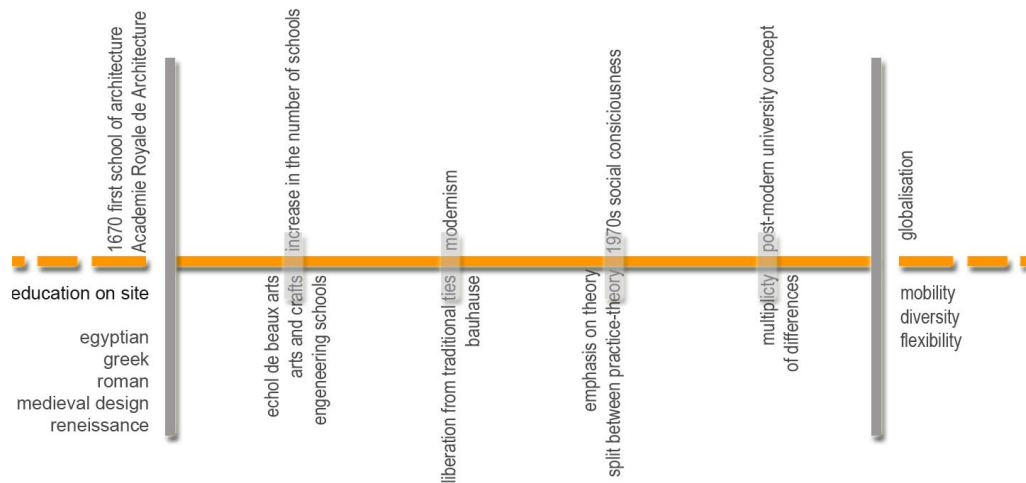 1670 first school of architecture
Academie Royale de Architecture
education on site
egyptian
greek
roman
medieval design
reneissance
increase in the number of schools
echol de beaux arts
arts and crafts
engeneering schools
modernism
liberation from traditional ties
bauhause
1970s social consiciousness
emphasis on theory
split between practice-theory
post-modern university concept
multiplicty
of differences
globalisation
mobility
diversity
flexibility